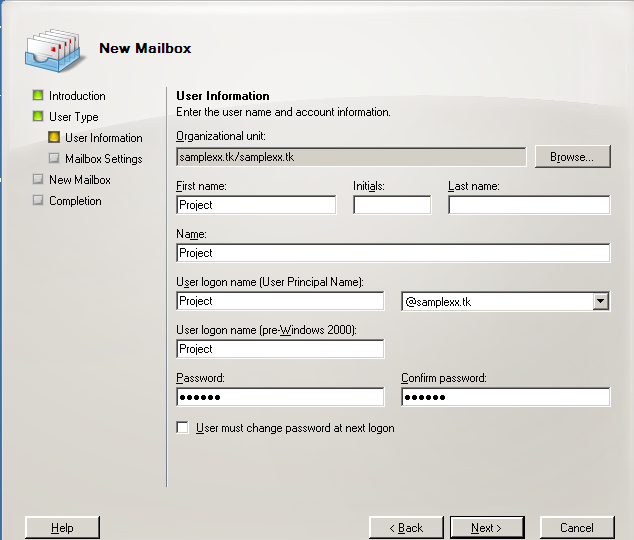 New Mailbox
Introduction
User Type
User Information
Mailbox Settings
New Mailbox
Completion
User Information
Enter the user name and account information.
Organizational unit:
samplexx.tk/samplexx.tk
Browse...
First name: Initials: Last name:
Project
Name:
Project
User logon name (User Principal Name):
Project @samplexx.tk
User logon name (pre-Windows 2000):
Project
Password: Confirm password:
●●●●●● ●●●●●●
User must change password at next logon
Help < Back Next > Cancel